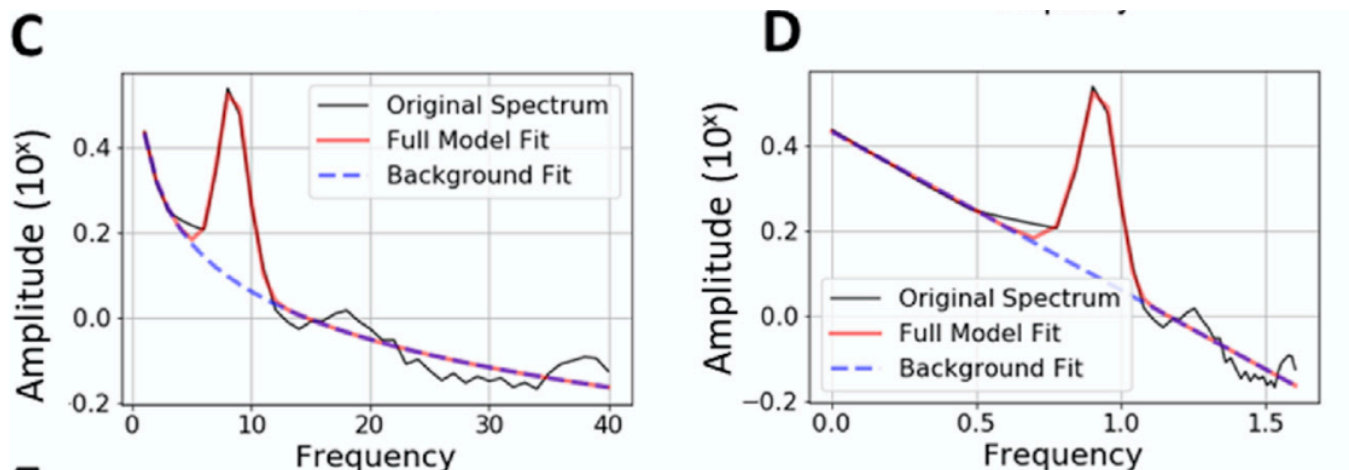 C
Amplitude (10ˣ)
0.4
0.2
0.0
-0.2
Original Spectrum
Full Model Fit
Background Fit
0
10
20
30
40
Frequency
D
Amplitude (10ˣ)
0.4
0.2
0.0
−0.2
Original Spectrum
Full Model Fit
Background Fit
0.0
0.5
1.0
1.5
Frequency